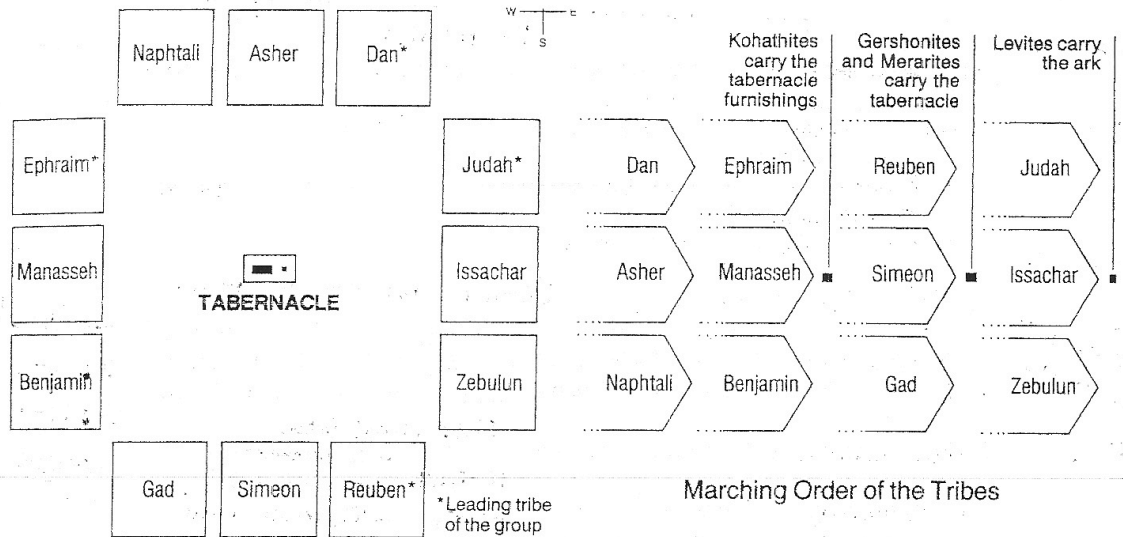 W E
S
Naphtali Asher Dan*
Ephraim* Judah*
Manasseh Issachar
TABERNACLE
Benjamin Zebulun
Gad Simeon Reuben*
*Leading tribe
of the group
Kohathites
carry the
tabernacle
furnishings
Gershonites
and Merarites
carry the
tabernacle
Levites carry
the ark
Dan Ephraim Reuben Judah
Asher Manasseh Simeon Issachar
Naphtali Benjamin Gad Zebulun
Marching Order of the Tribes